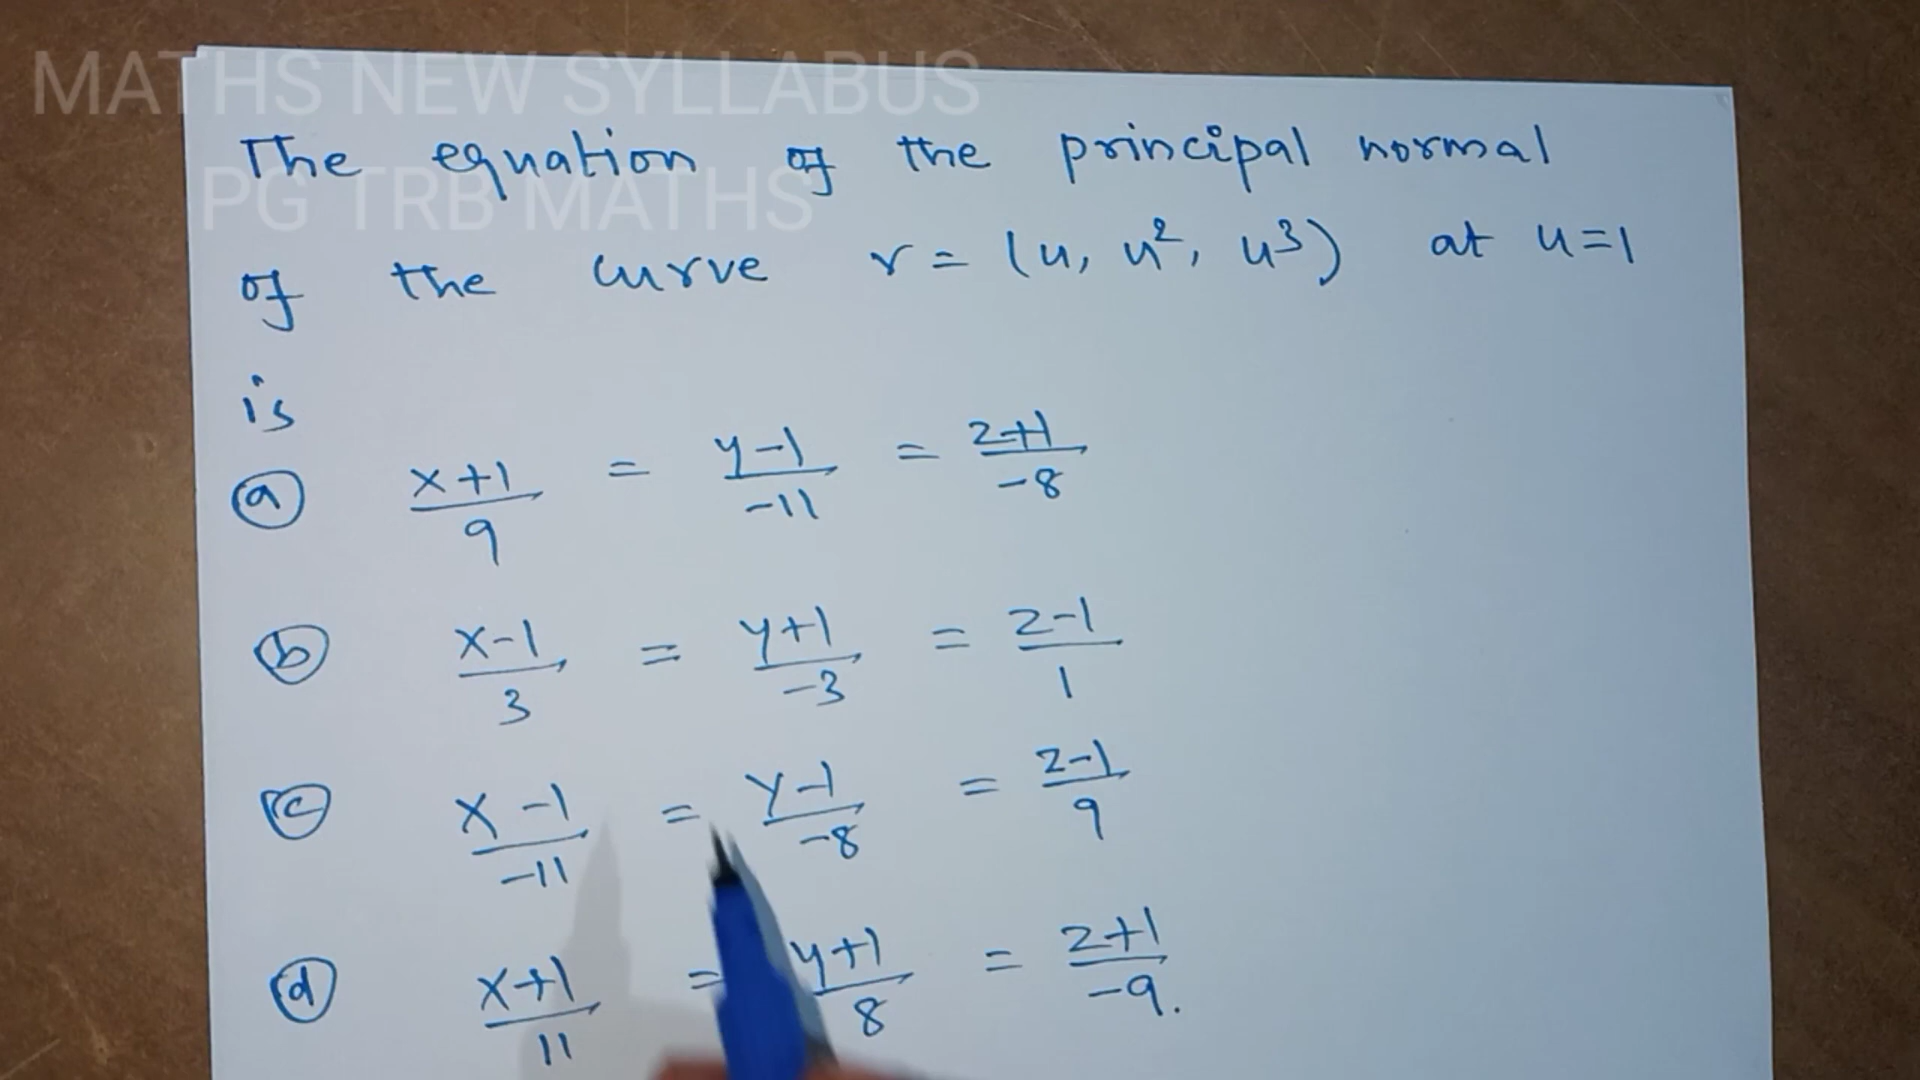 MATHS NEW SYLLABUS
The equation of the principal normal
PG TRB MATHS
of the curve r = (u, u², u³) at u=1
is
(a) (x+1)/9 = (y-1)/-11 = (z+1)/-8
(b) (x-1)/3 = (y+1)/-3 = (z-1)/1
(c) (x-1)/-11 = (y-1)/-8 = (z-1)/9
(d) (x+1)/11 = (y+1)/8 = (z+1)/-9.